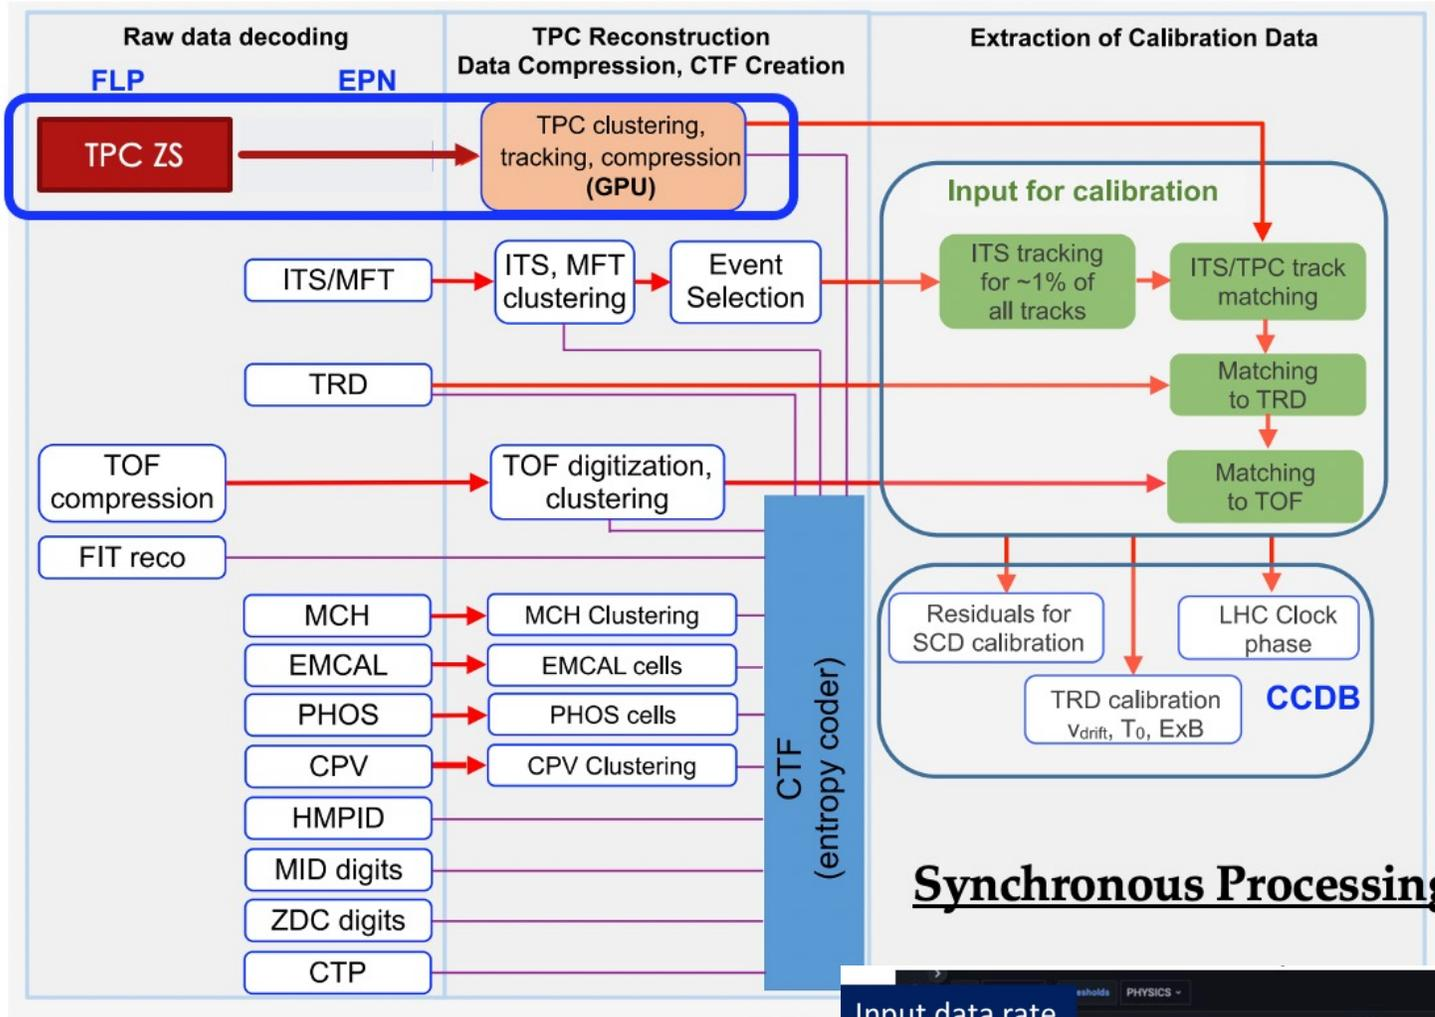 Raw data decoding
TPC Reconstruction
Data Compression, CTF Creation
Extraction of Calibration Data
FLP
EPN
TPC ZS
TPC clustering,
tracking, compression
(GPU)
Input for calibration
ITS/MFT
ITS, MFT
clustering
Event
Selection
ITS tracking
for ~1% of
all tracks
ITS/TPC track
matching
TRD
Matching
to TRD
TOF
compression
TOF digitization,
clustering
Matching
to TOF
FIT reco
MCH
MCH Clustering
EMCAL
EMCAL cells
PHOS
PHOS cells
CPV
CPV Clustering
HMPID
MID digits
ZDC digits
CTP
CTF
(entropy coder)
Residuals for
SCD calibration
LHC Clock
phase
TRD calibration
vdrift, T0, ExB
CCDB
Synchronous Processing
Input data rate
PHYSICS